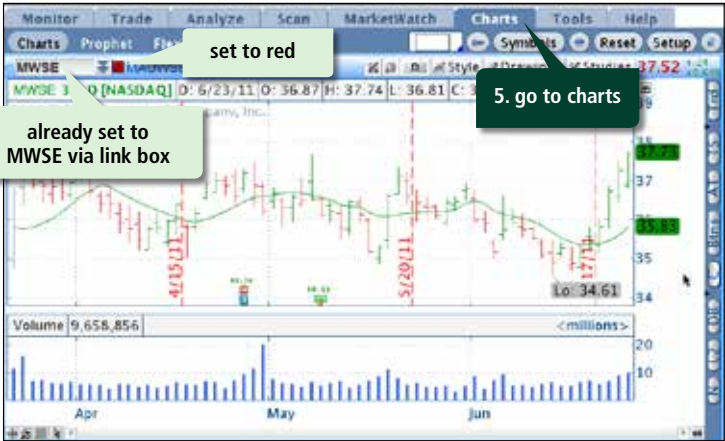 Monitor Trade Analyze Scan MarketWatch Charts Tools Help
Charts Prophet
Symbols Reset Setup
set to red
MWSE
Style
Studies 37.52
[NASDAQ] D: 6/23/11 O: 36.87 H: 37.74 L: 36.81 C:
5. go to charts
already set to
MWSE via link box
37.73
37
35.83
35
34
4/15/11
5/20/11
Lo: 34.61
Volume 9,658,856
<millions>
20
10
Apr May Jun